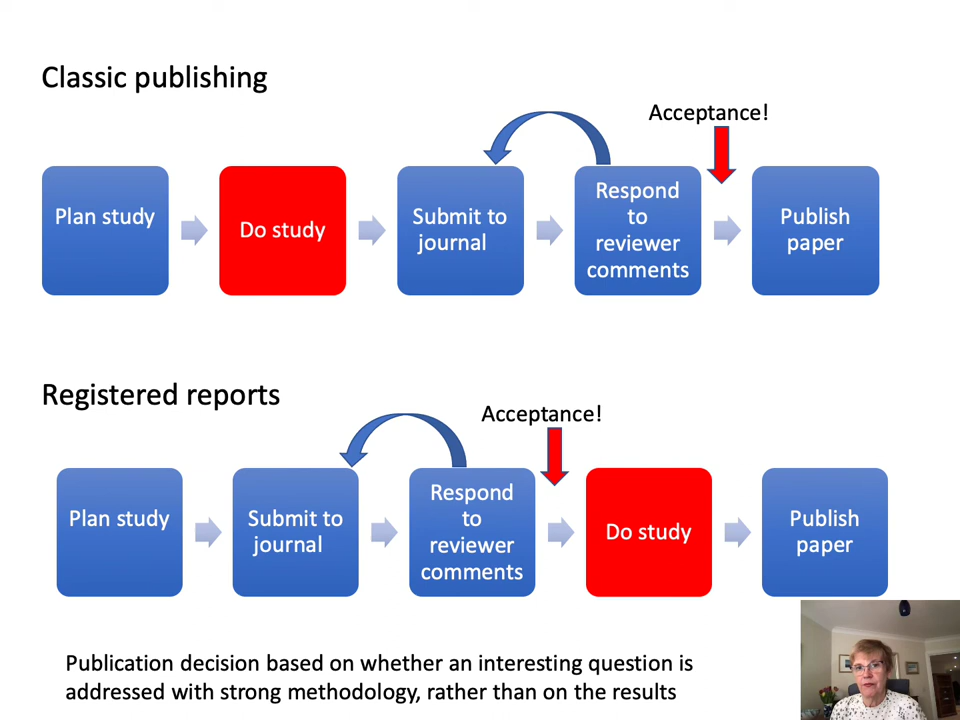 Classic publishing
Acceptance!
Plan study
Do study
Submit to
journal
Respond
to
reviewer
comments
Publish
paper
Registered reports
Acceptance!
Plan study
Submit to
journal
Respond
to
reviewer
comments
Do study
Publish
paper
Publication decision based on whether an interesting question is
addressed with strong methodology, rather than on the results